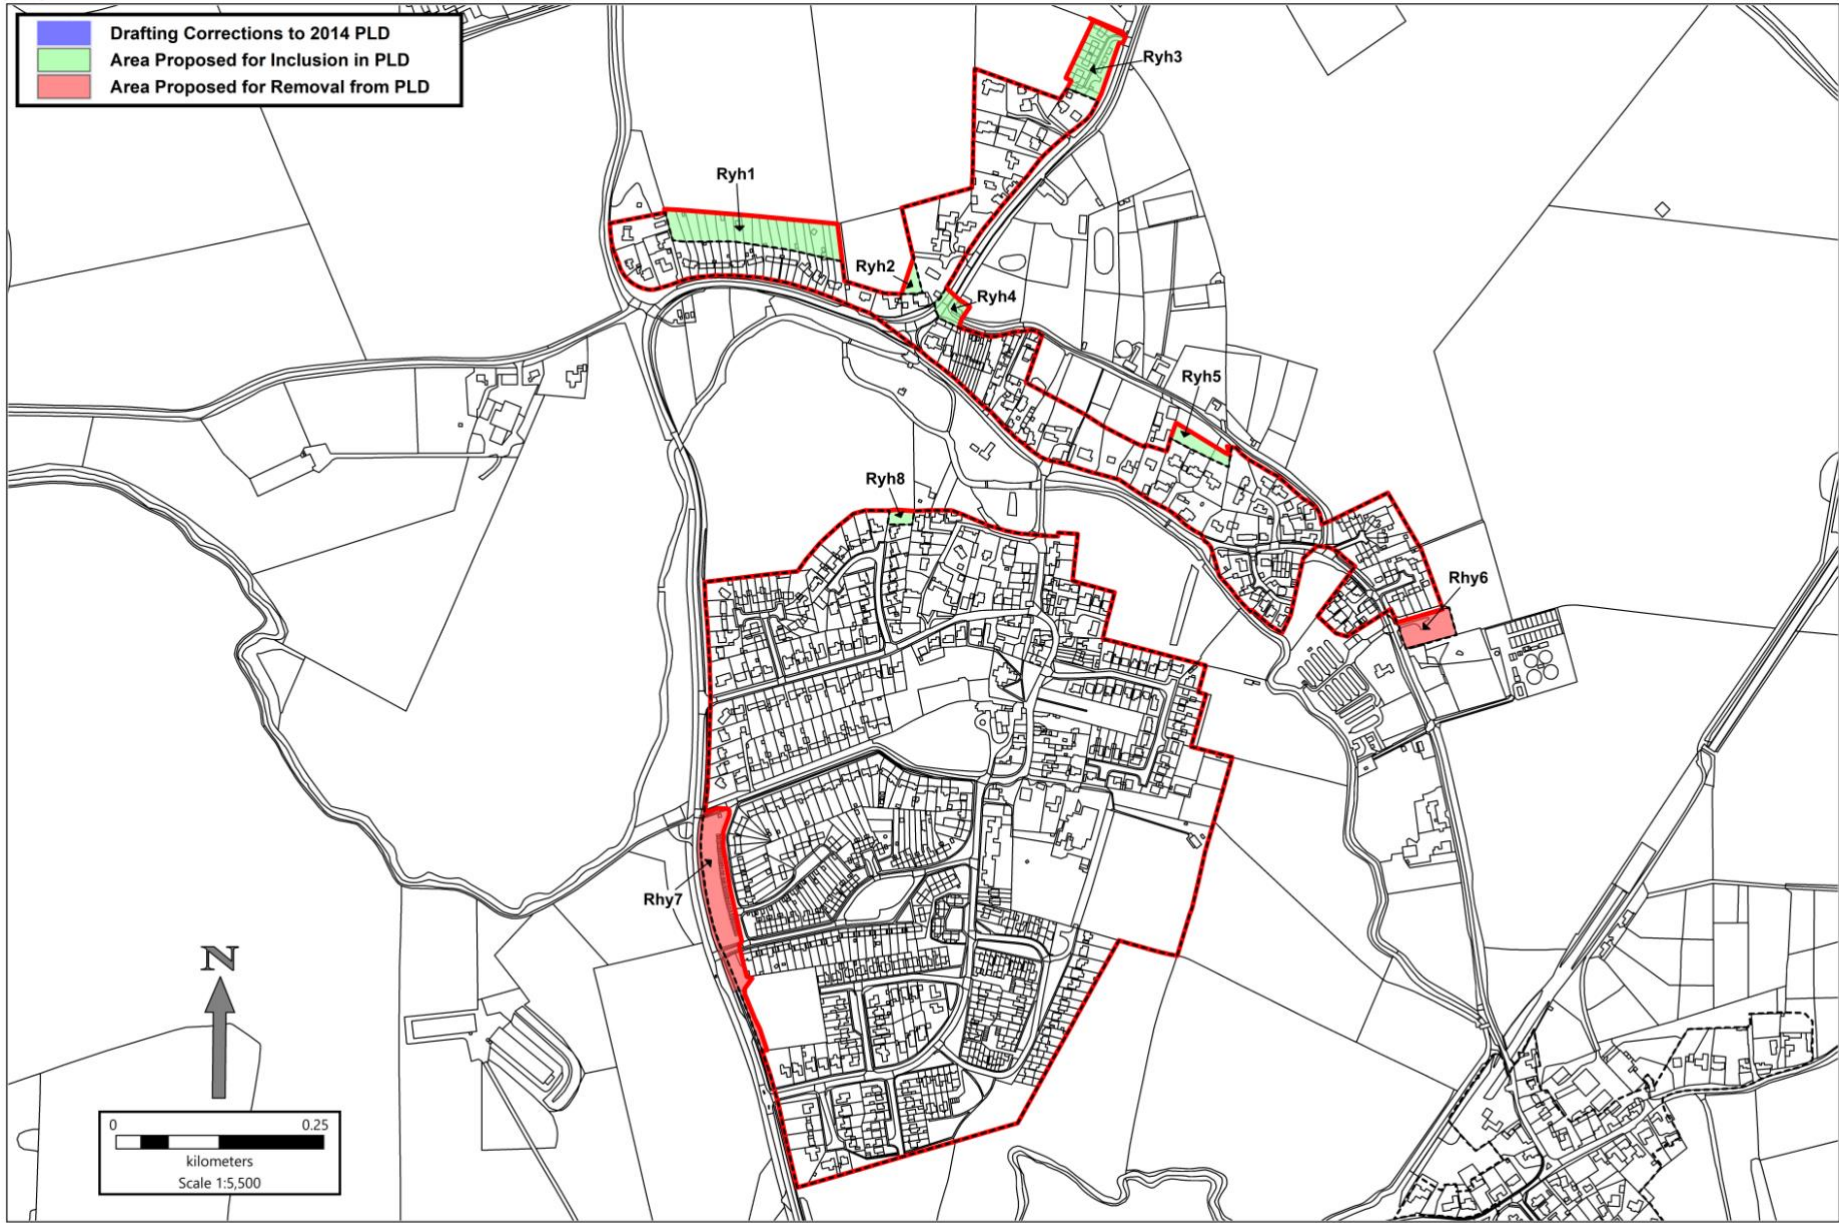 Drafting Corrections to 2014 PLD
Area Proposed for Inclusion in PLD
Area Proposed for Removal from PLD
Ryh3
Ryh1
Ryh2
Ryh4
Ryh5
Ryh8
Rhy6
Rhy7
N
0 0.25
kilometers
Scale 1:5,500